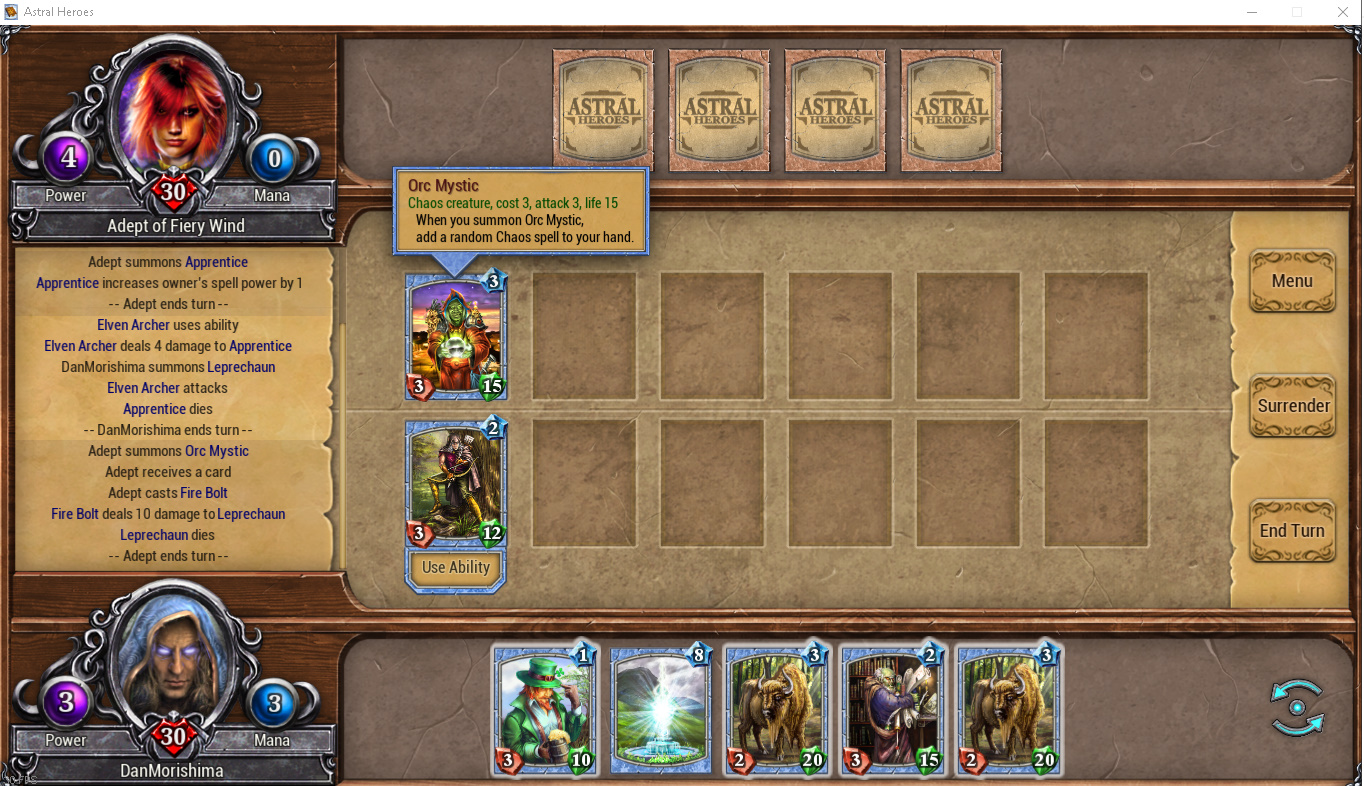 Astral Heroes
ASTRAL
HEROES
ASTRAL
HEROES
ASTRAL
HEROES
ASTRAL
HEROES
4
0
Power
30
Mana
Adept of Fiery Wind
Orc Mystic
Chaos creature, cost 3, attack 3, life 15
When you summon Orc Mystic,
add a random Chaos spell to your hand.
Adept summons Apprentice
Apprentice increases owner's spell power by 1
-- Adept ends turn --
Elven Archer uses ability
Elven Archer deals 4 damage to Apprentice
DanMorishima summons Leprechaun
Elven Archer attacks
Apprentice dies
-- DanMorishima ends turn --
Adept summons Orc Mystic
Adept receives a card
Adept casts Fire Bolt
Fire Bolt deals 10 damage to Leprechaun
Leprechaun dies
-- Adept ends turn --
3
3
15
2
3
12
Use Ability
Menu
Surrender
End Turn
3
3
Power
30
Mana
DanMorishima
1
3
10
8
3
2
20
2
3
15
3
2
20